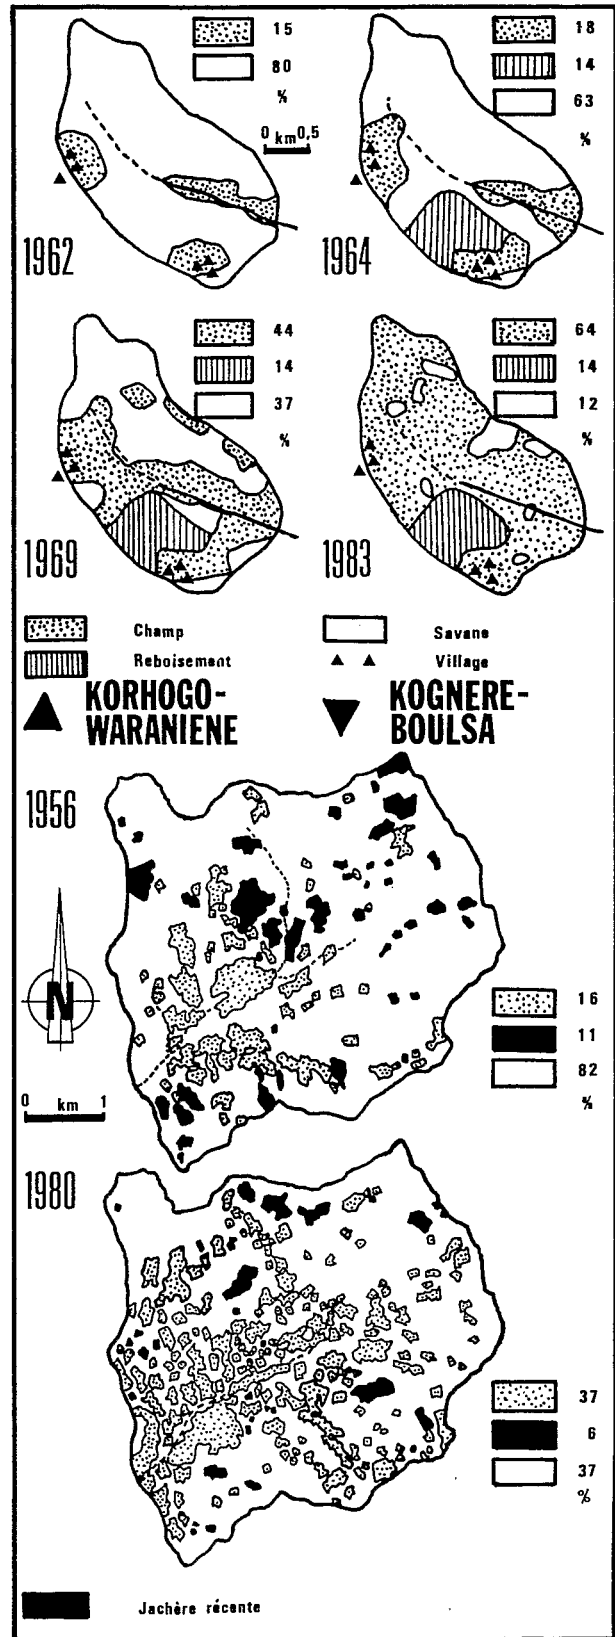 15
80
%
0 km 0,5
1962
18
14
63
%
1964
44
14
37
%
1969
64
14
12
%
1983
Champ
Reboisement
Savane
Village
KORHOGO-
WARANIENE
KOGNERE-
BOULSA
1956
N
0 km 1
16
11
82
%
1980
37
6
37
%
Jachère récente